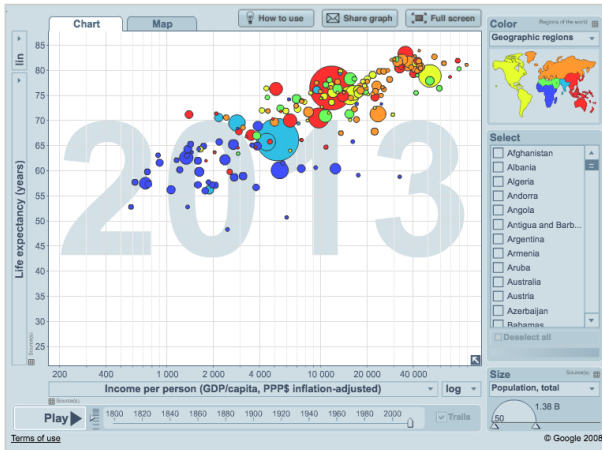 Chart
Map
How to use
Share graph
Full screen
Color
Regions of the world
Geographic regions
lin
Life expectancy (years)
85
80
75
70
65
60
55
50
45
40
35
30
25
2013
Select
Afghanistan
Albania
Algeria
Andorra
Angola
Antigua and Barb...
Argentina
Armenia
Aruba
Australia
Austria
Azerbaijan
Bahamas
Deselect all
Source(s)
200
400
1 000
2 000
4 000
10 000
20 000
40 000
Income per person (GDP/capita, PPP$ inflation-adjusted)
log
Source(s)
Size
Source(s)
Population, total
50
1.38 B
Play
1800
1820
1840
1860
1880
1900
1920
1940
1960
1980
2000
Trails
Terms of use
© Google 2008